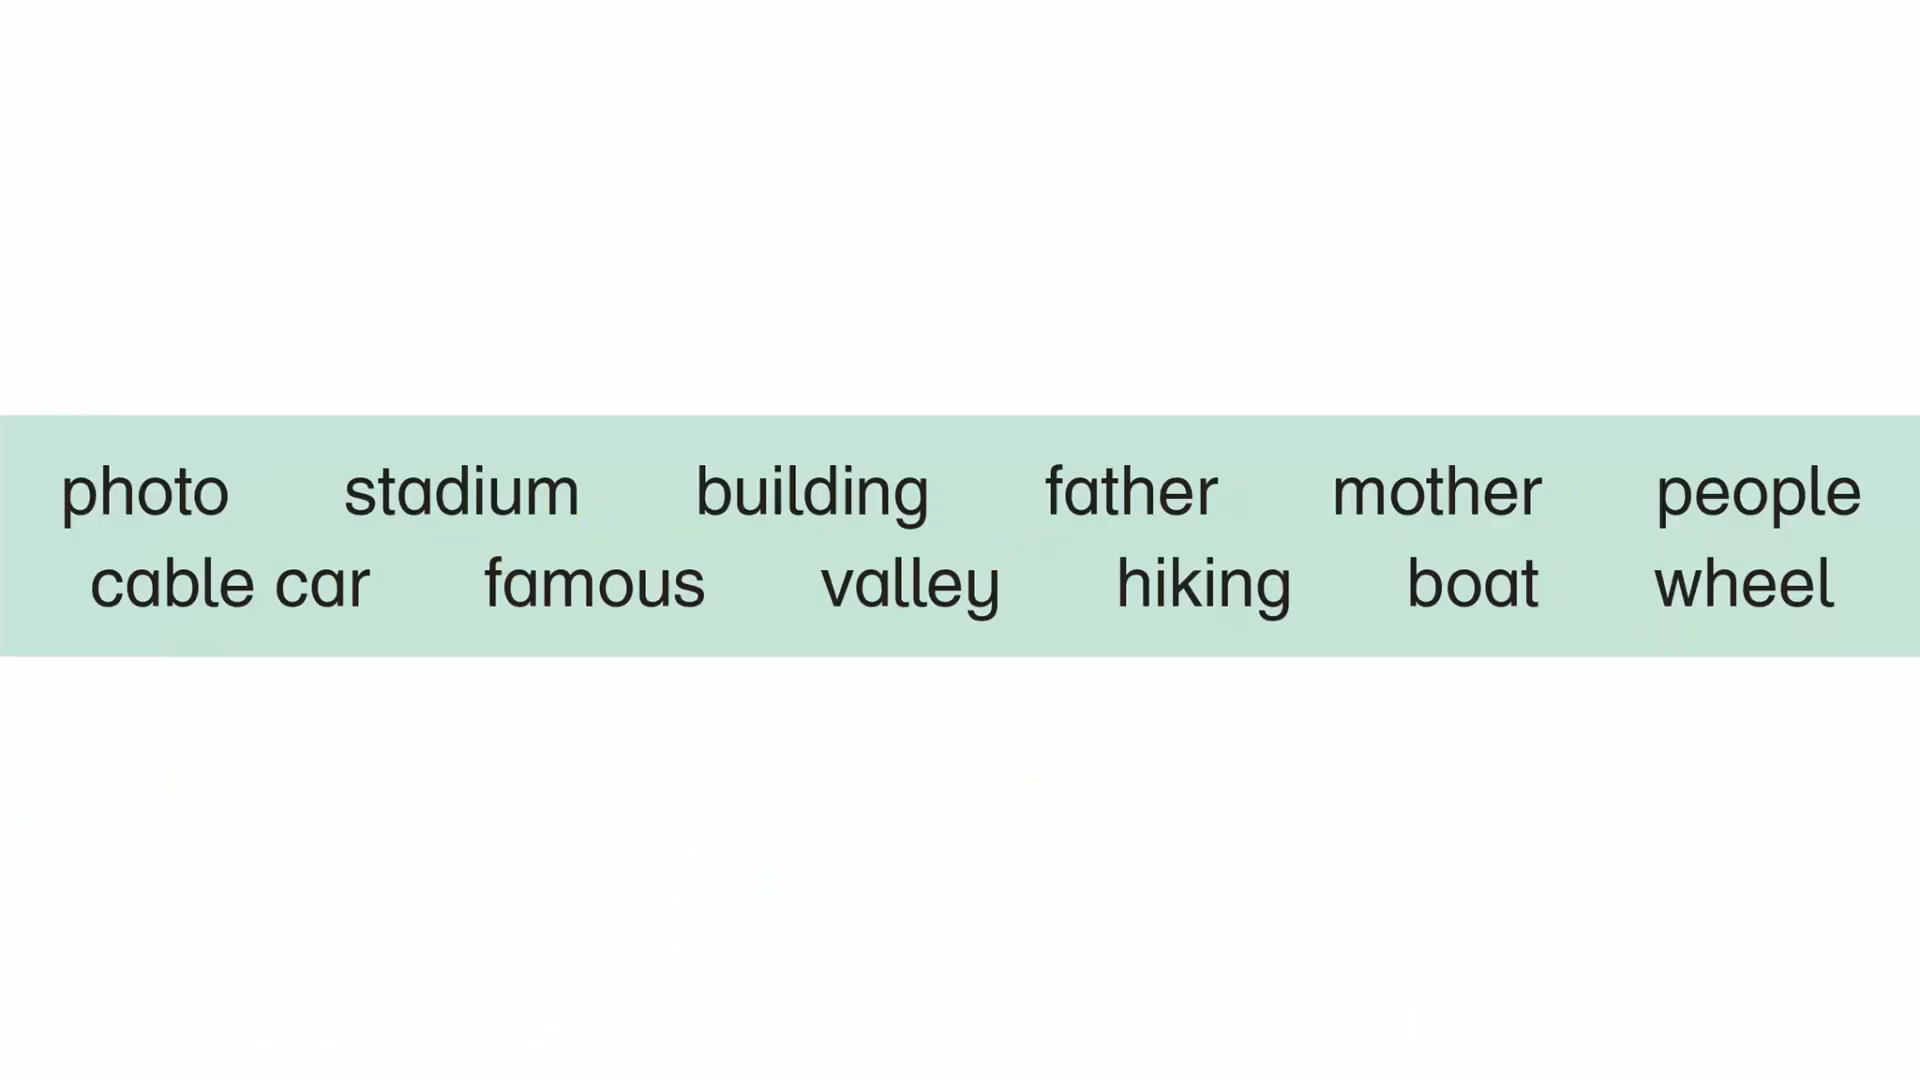 photo stadium building father mother people
cable car famous valley hiking boat wheel